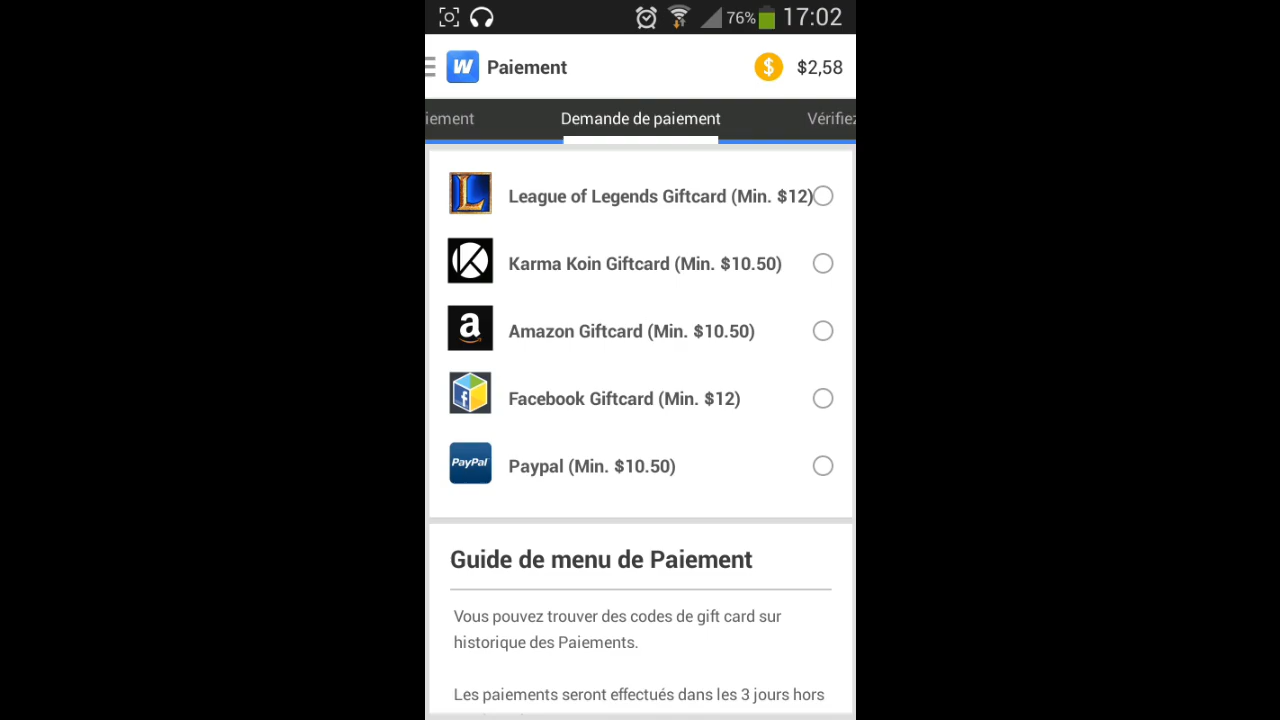 76% 17:02
W Paiement $ $2,58
iement Demande de paiement Vérifiez
L League of Legends Giftcard (Min. $12)
K Karma Koin Giftcard (Min. $10.50)
a Amazon Giftcard (Min. $10.50)
f Facebook Giftcard (Min. $12)
PayPal Paypal (Min. $10.50)
Guide de menu de Paiement
Vous pouvez trouver des codes de gift card sur
historique des Paiements.
Les paiements seront effectués dans les 3 jours hors